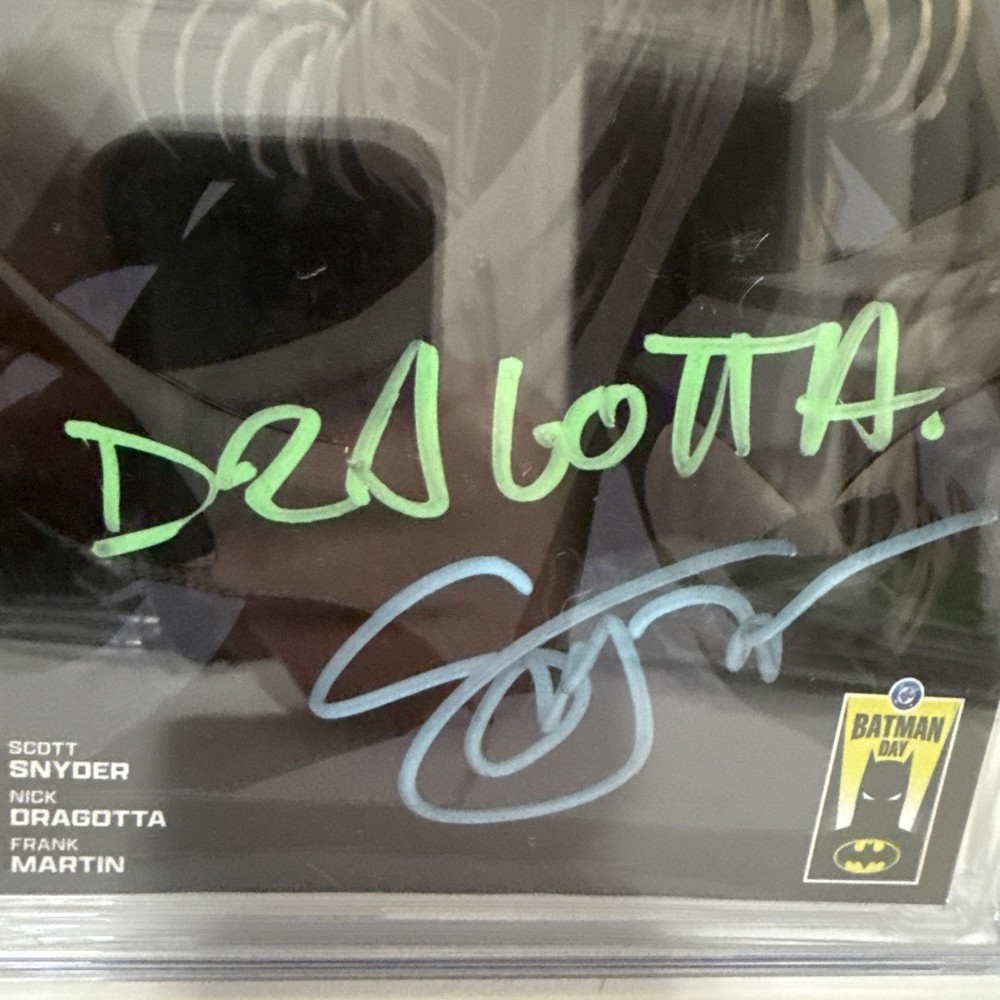 DRAGOTTA.
SCOTT
SNYDER
NICK
DRAGOTTA
FRANK
MARTIN
BATMAN
DAY